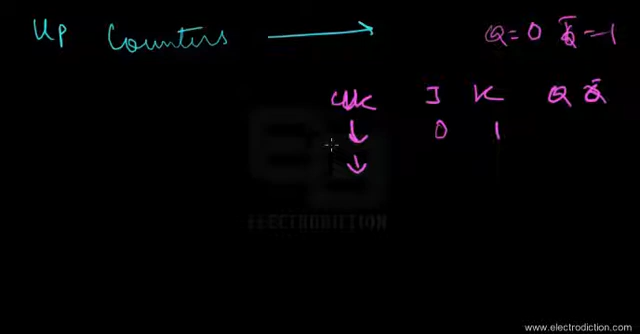 Up Counters → Q=0 Q̅=1
CLK J K Q Q̅
↓ 0 1
↓
ELECTRODICTION
www.electrodiction.com